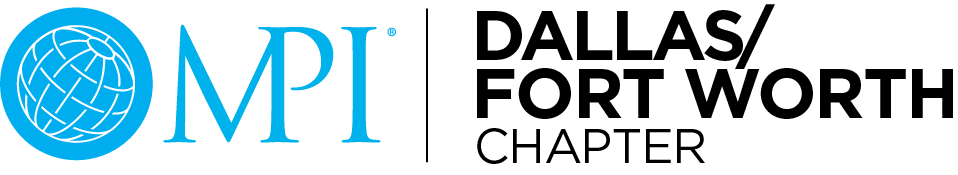 MPI®
DALLAS/
FORT WORTH
CHAPTER